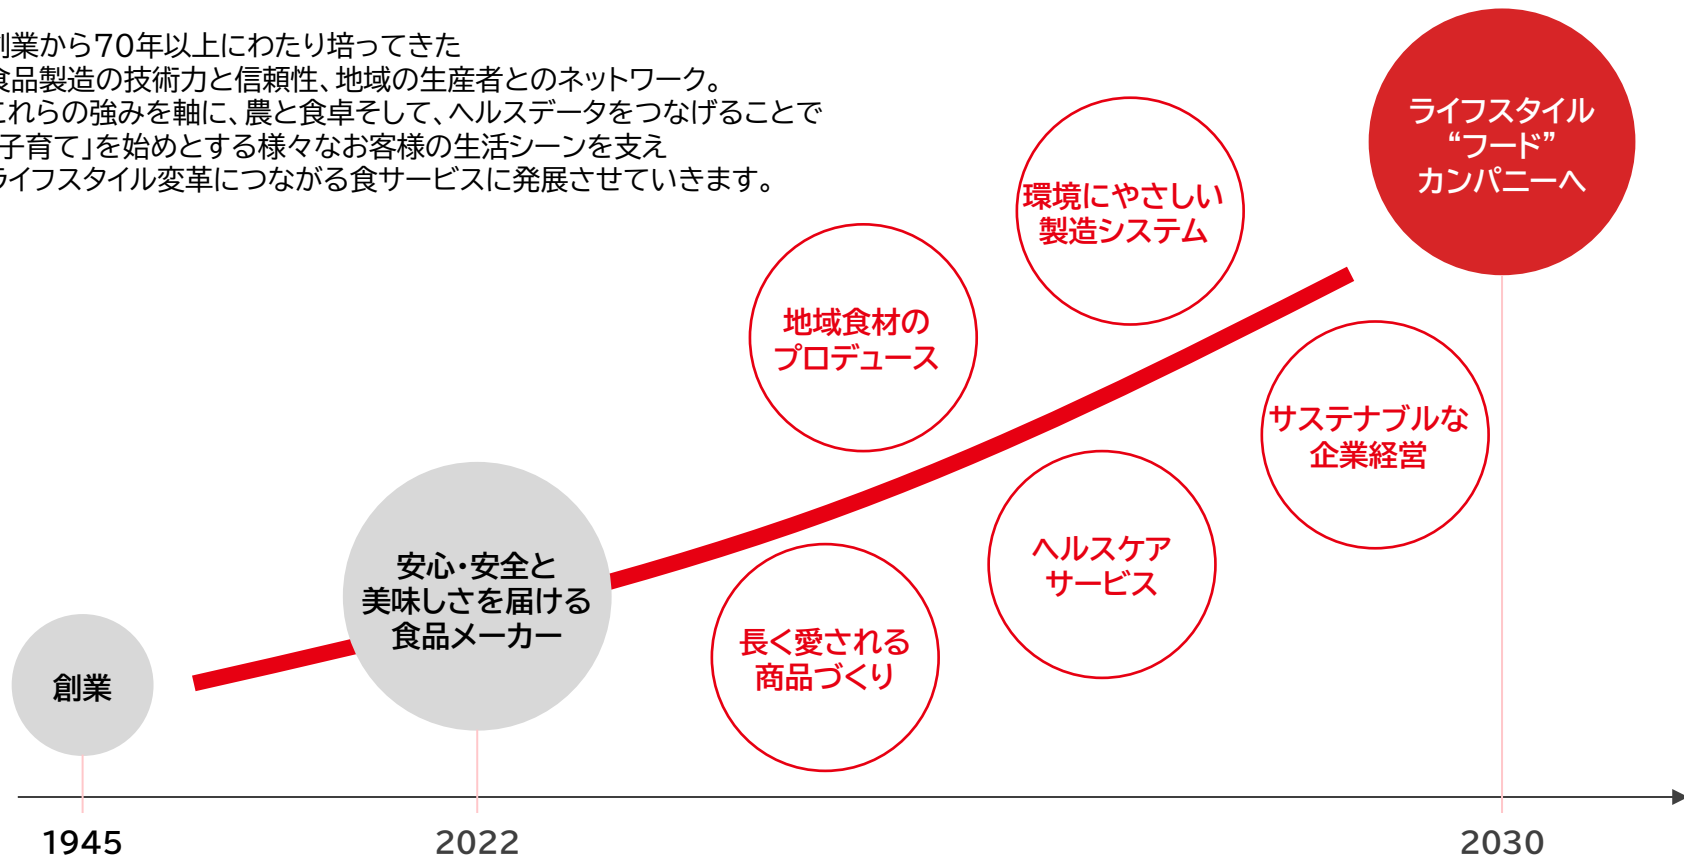 創業から70年以上にわたり培ってきた
食品製造の技術力と信頼性、地域の生産者とのネットワーク。
これらの強みを軸に、農と食卓そして、ヘルスデータをつなげることで
子育て」を始めとする様々なお客様の生活シーンを支え
ライフスタイル変革につながる食サービスに発展させていきます。
ライフスタイル
“フード”
カンパニーへ
環境にやさしい
製造システム
地域食材の
プロデュース
サステナブルな
企業経営
安心・安全と
美味しさを届ける
食品メーカー
ヘルスケア
サービス
長く愛される
商品づくり
創業
1945
2022
2030